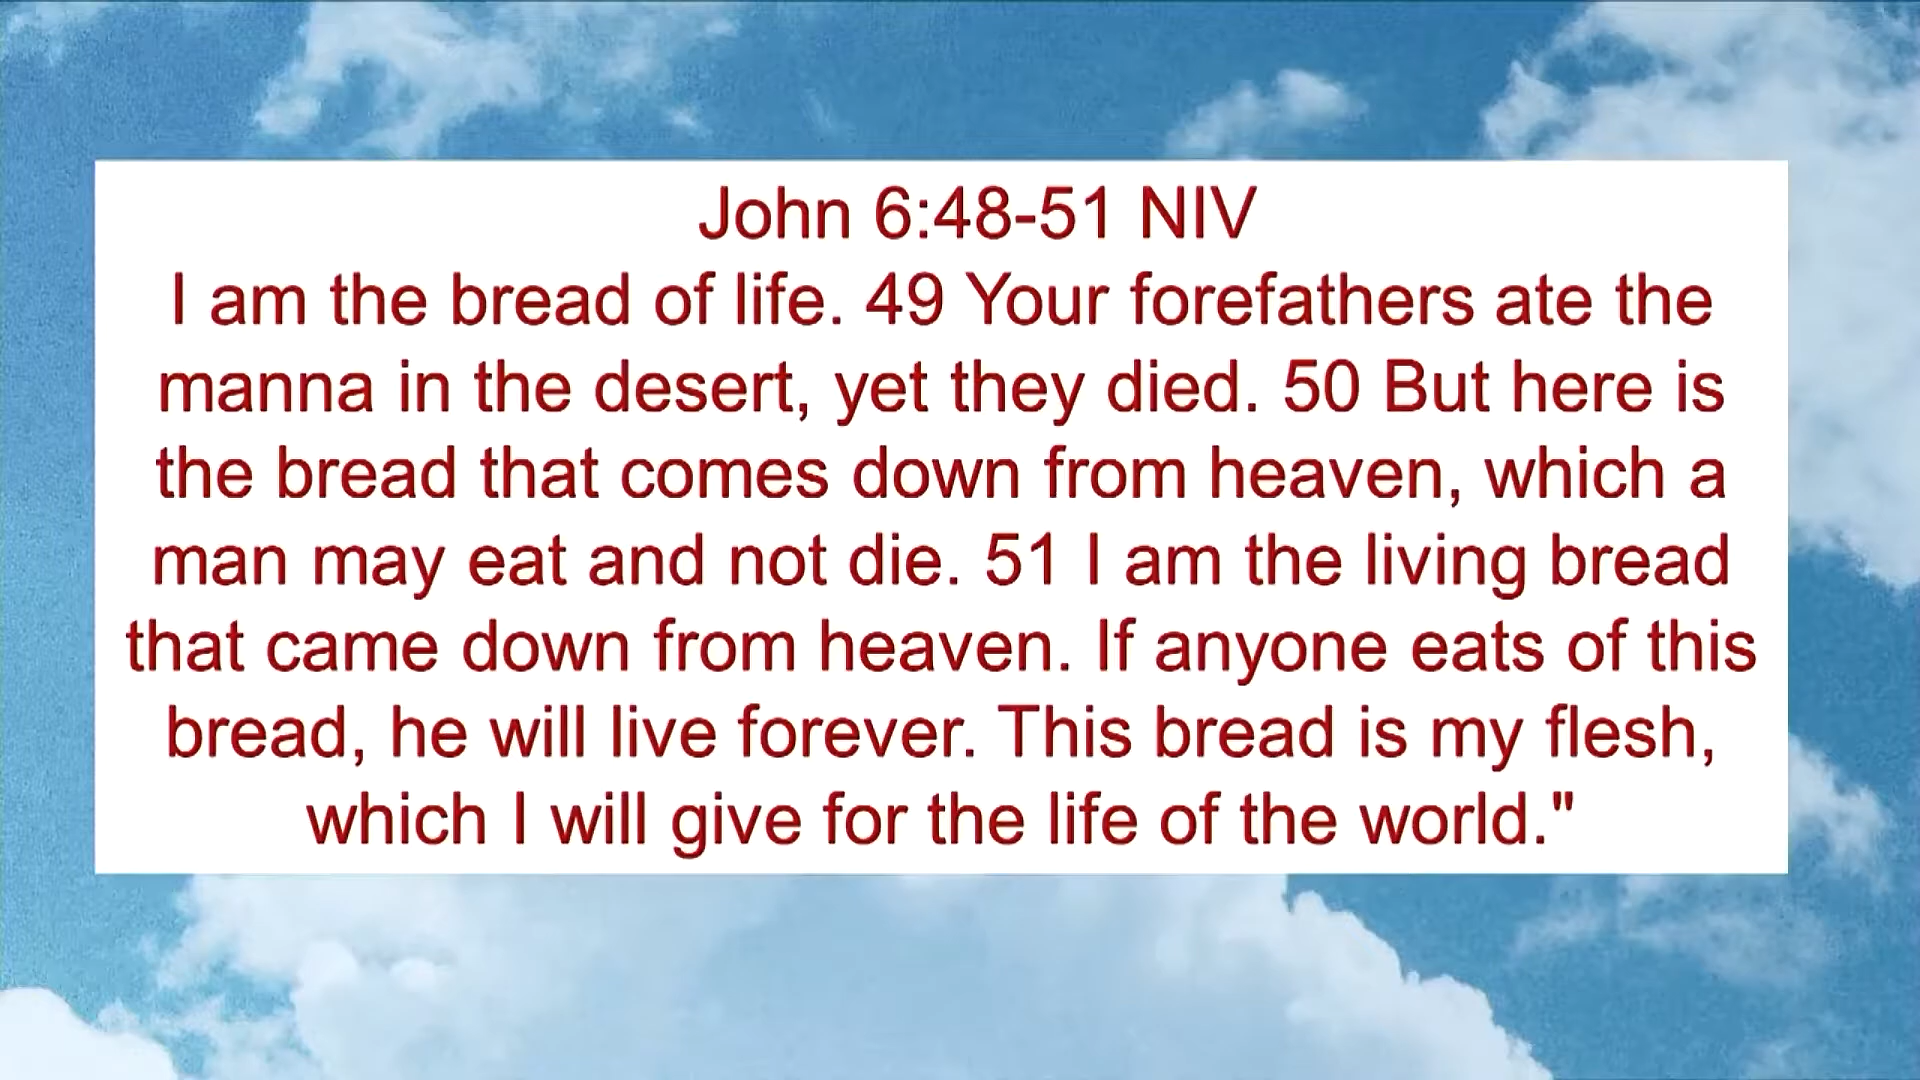 John 6:48-51 NIV
I am the bread of life. 49 Your forefathers ate the
manna in the desert, yet they died. 50 But here is
the bread that comes down from heaven, which a
man may eat and not die. 51 I am the living bread
that came down from heaven. If anyone eats of this
bread, he will live forever. This bread is my flesh,
which I will give for the life of the world."